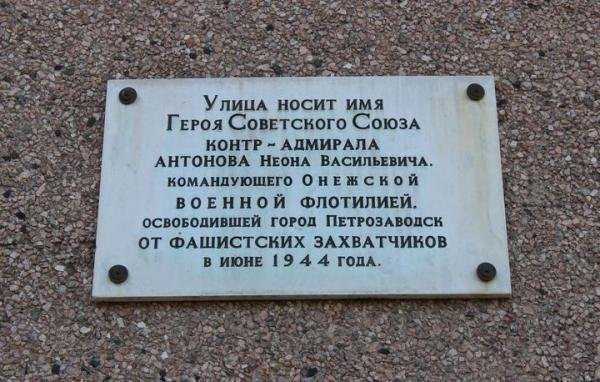 Улица носит имя
Героя Советского Союза
контр - адмирала
АНТОНОВА Неона Васильевича.
командующего Онежской
военной флотилией,
освободившей город Петрозаводск
от фашистских захватчиков
в июне 1944 года.